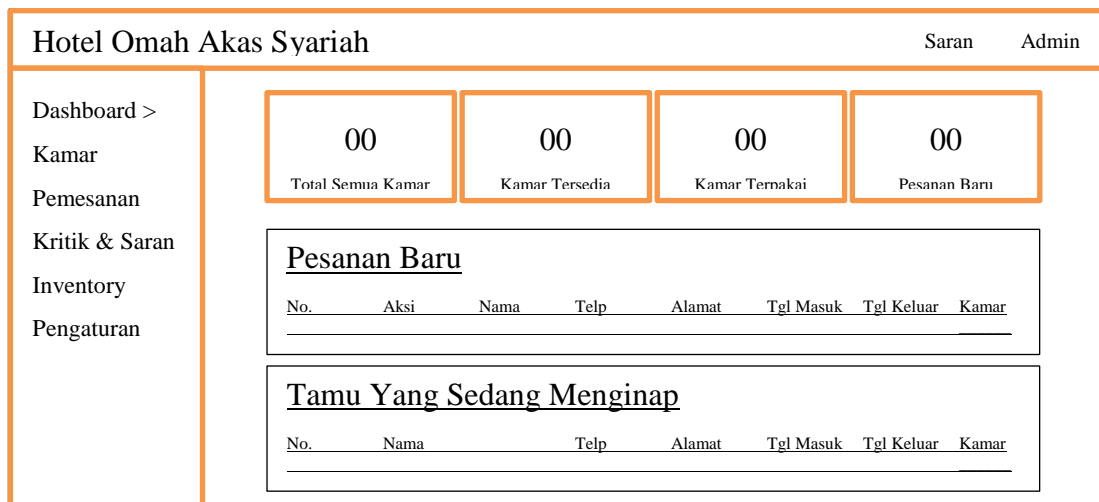 Hotel Omah Akas Syariah Saran Admin
Dashboard >
Kamar
Pemesanan
Kritik & Saran
Inventory
Pengaturan
00 00 00 00
Total Semua Kamar Kamar Tersedia Kamar Terpakai Pesanan Baru
Pesanan Baru
No. Aksi Nama Telp Alamat Tgl Masuk Tgl Keluar Kamar
Tamu Yang Sedang Menginap
No. Nama Telp Alamat Tgl Masuk Tgl Keluar Kamar